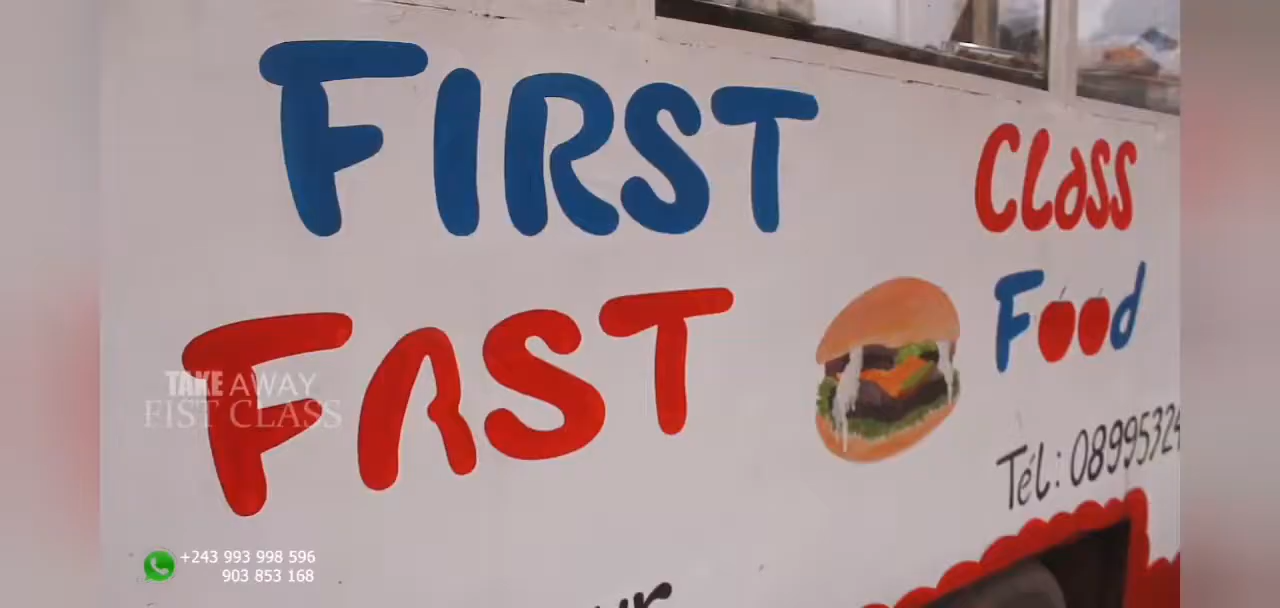 FIRST
CLASS
FAST
Food
Tél: 0899532
TAKE AWAY
FIST CLASS
+243 993 998 596
903 853 168